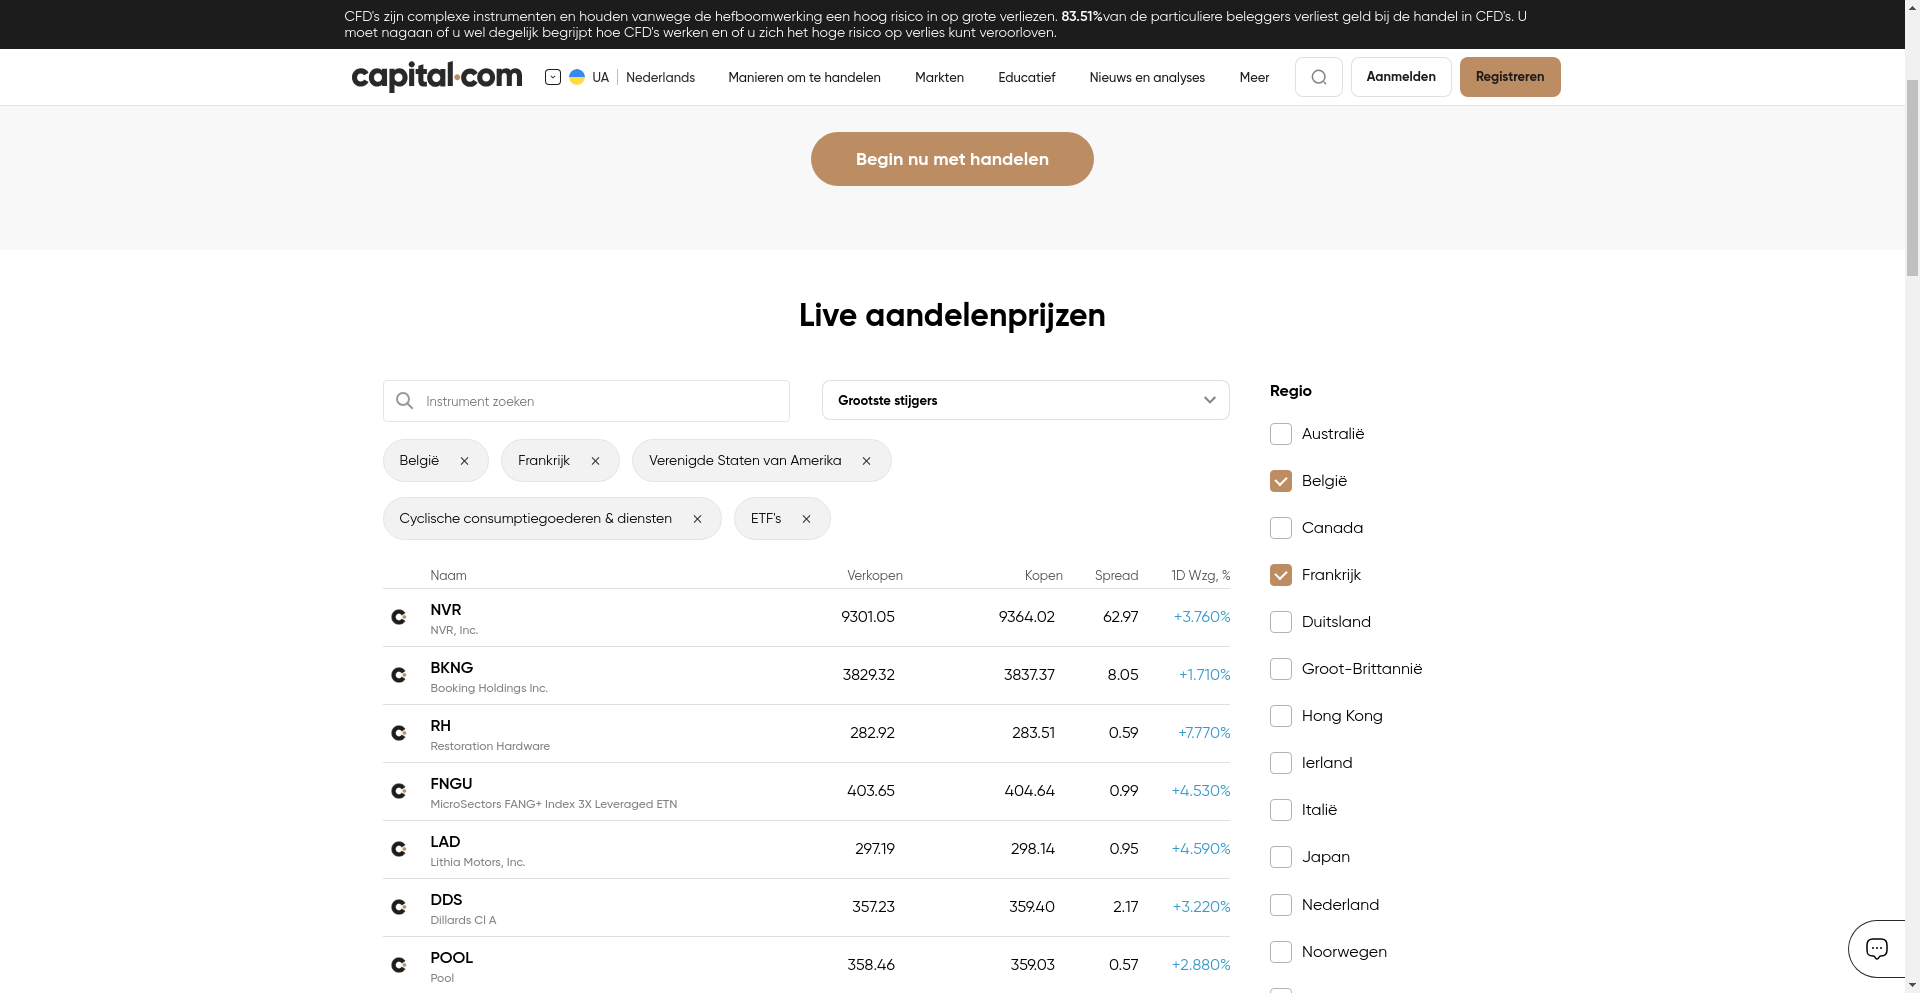 CFD's zijn complexe instrumenten en houden vanwege de hefboomwerking een hoog risico in op grote verliezen. 83.51%van de particuliere beleggers verliest geld bij de handel in CFD's. U
moet nagaan of u wel degelijk begrijpt hoe CFD's werken en of u zich het hoge risico op verlies kunt veroorloven.
capital.com UA Nederlands Manieren om te handelen Markten Educatief Nieuws en analyses Meer Aanmelden Registreren
Begin nu met handelen
Live aandelenprijzen
Instrument zoeken Grootste stijgers
België Frankrijk Verenigde Staten van Amerika
Cyclische consumptiegoederen & diensten ETF's
Naam Verkopen Kopen Spread 1D Wzg, %
NVR 9301.05 9364.02 62.97 +3.760%
NVR, Inc.
BKNG 3829.32 3837.37 8.05 +1.710%
Booking Holdings Inc.
RH 282.92 283.51 0.59 +7.770%
Restoration Hardware
FNGU 403.65 404.64 0.99 +4.530%
MicroSectors FANG+ Index 3X Leveraged ETN
LAD 297.19 298.14 0.95 +4.590%
Lithia Motors, Inc.
DDS 357.23 359.40 2.17 +3.220%
Dillards Cl A
POOL 358.46 359.03 0.57 +2.880%
Pool
Regio
Australië
België
Canada
Frankrijk
Duitsland
Groot-Brittannië
Hong Kong
Ierland
Italië
Japan
Nederland
Noorwegen